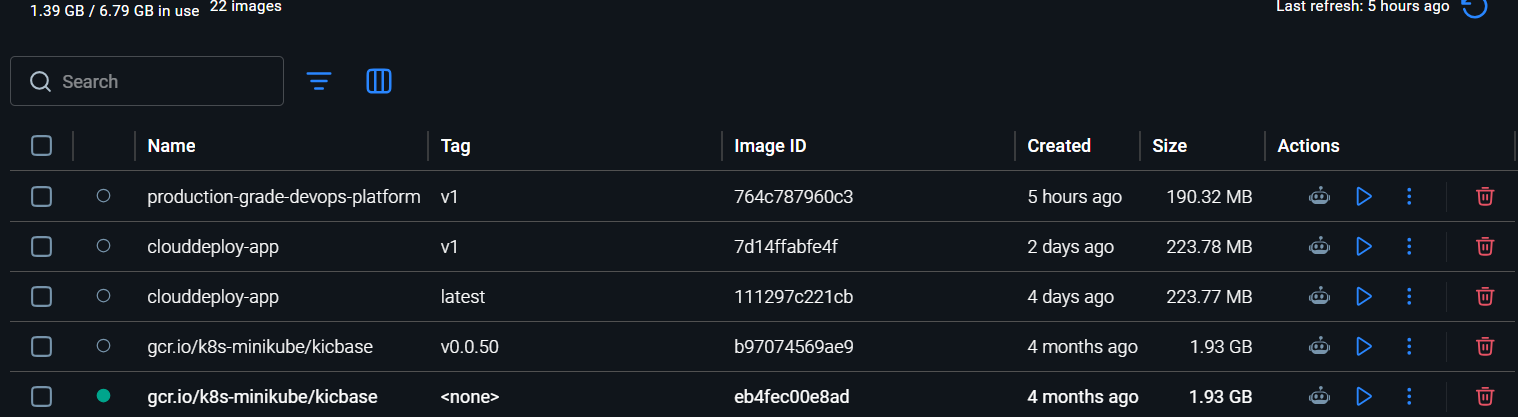 1.39 GB / 6.79 GB in use 22 images Last refresh: 5 hours ago
Search
Name Tag Image ID Created Size Actions
production-grade-devops-platform v1 764c787960c3 5 hours ago 190.32 MB
clouddeploy-app v1 7d14ffabfe4f 2 days ago 223.78 MB
clouddeploy-app latest 111297c221cb 4 days ago 223.77 MB
gcr.io/k8s-minikube/kicbase v0.0.50 b97074569ae9 4 months ago 1.93 GB
gcr.io/k8s-minikube/kicbase <none> eb4fec00e8ad 4 months ago 1.93 GB